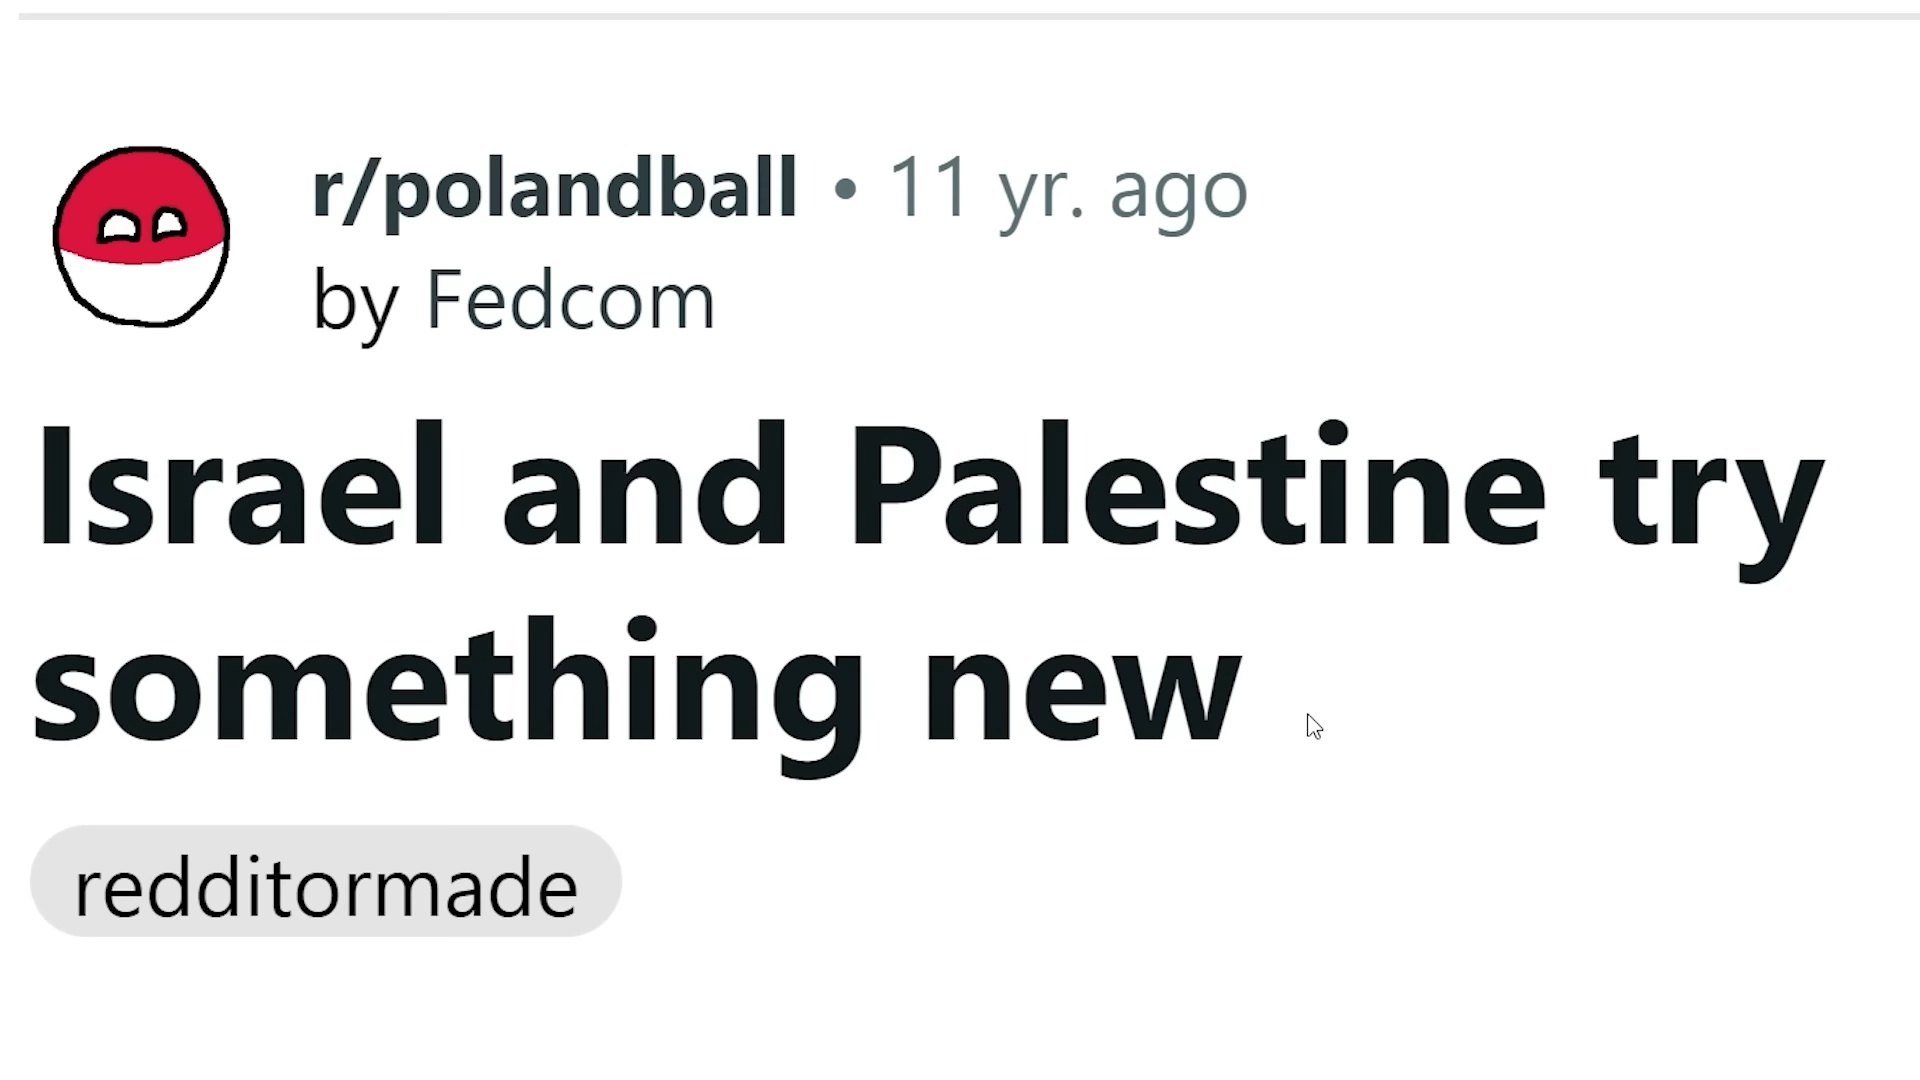 r/polandball • 11 yr. ago
by Fedcom
Israel and Palestine try
something new
redditormade